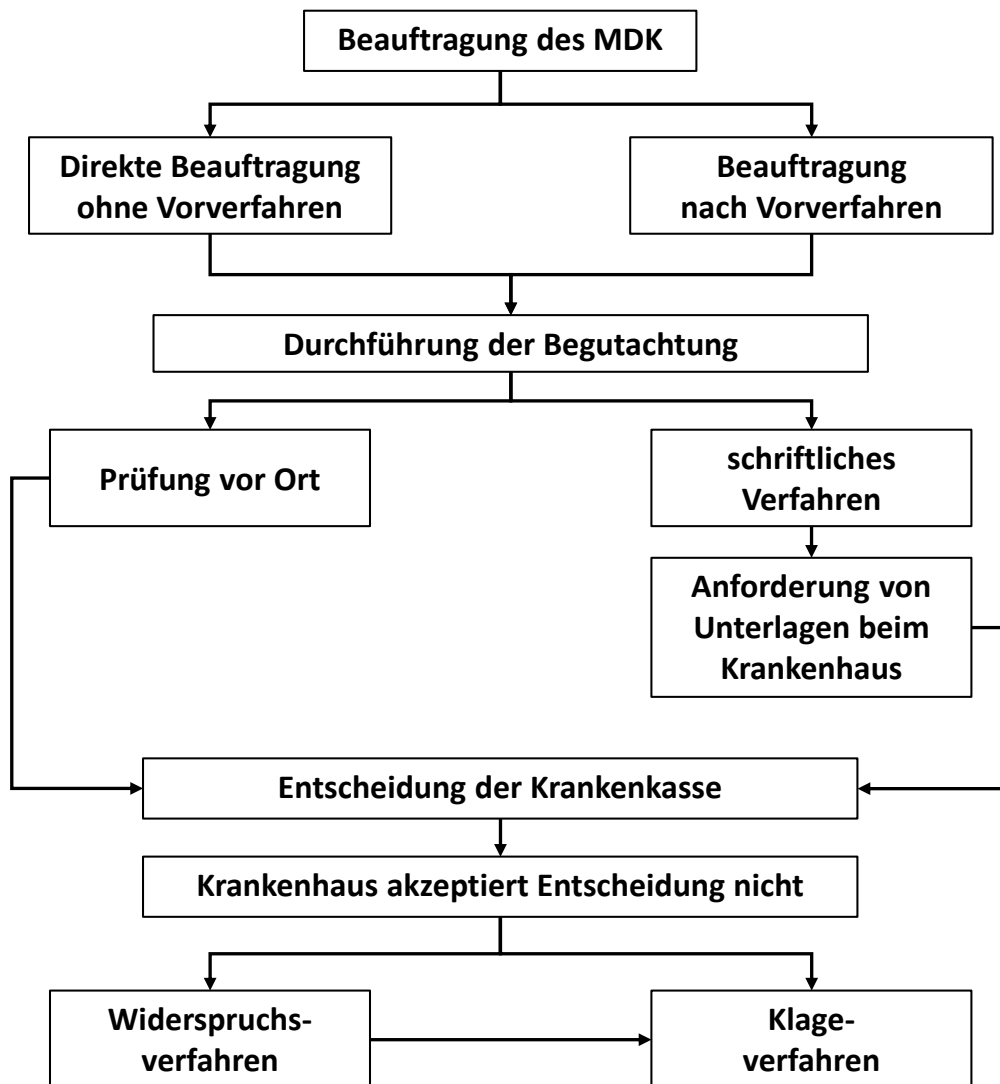 Beauftragung des MDK
Direkte Beauftragung
ohne Vorverfahren
Beauftragung
nach Vorverfahren
Durchführung der Begutachtung
Prüfung vor Ort
schriftliches
Verfahren
Anforderung von
Unterlagen beim
Krankenhaus
Entscheidung der Krankenkasse
Krankenhaus akzeptiert Entscheidung nicht
Widerspruchs-
verfahren
Klage-
verfahren